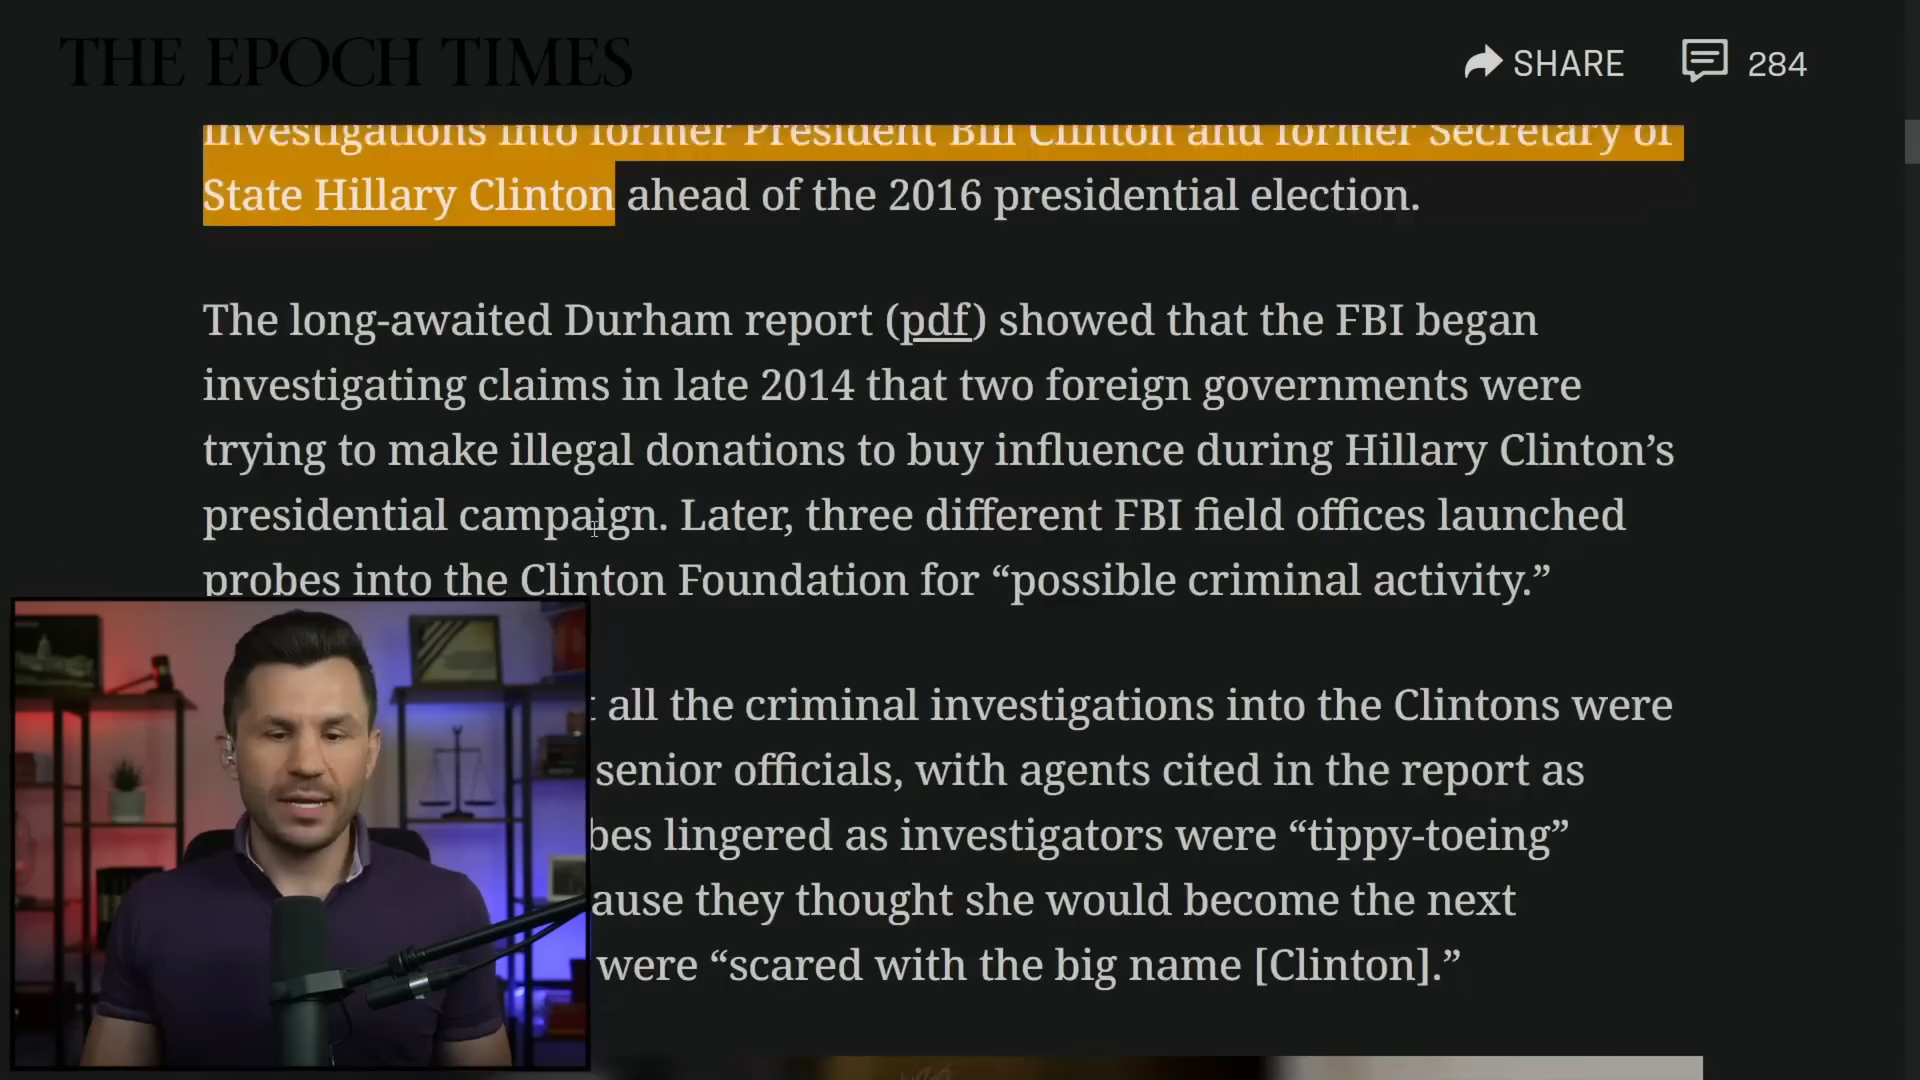 THE EPOCH TIMES
SHARE
284
investigations into former President Bill Clinton and former Secretary of
State Hillary Clinton ahead of the 2016 presidential election.
The long-awaited Durham report (pdf) showed that the FBI began
investigating claims in late 2014 that two foreign governments were
trying to make illegal donations to buy influence during Hillary Clinton’s
presidential campaign. Later, three different FBI field offices launched
probes into the Clinton Foundation for “possible criminal activity.”
all the criminal investigations into the Clintons were
senior officials, with agents cited in the report as
lingered as investigators were “tippy-toeing”
they thought she would become the next
were “scared with the big name [Clinton].”